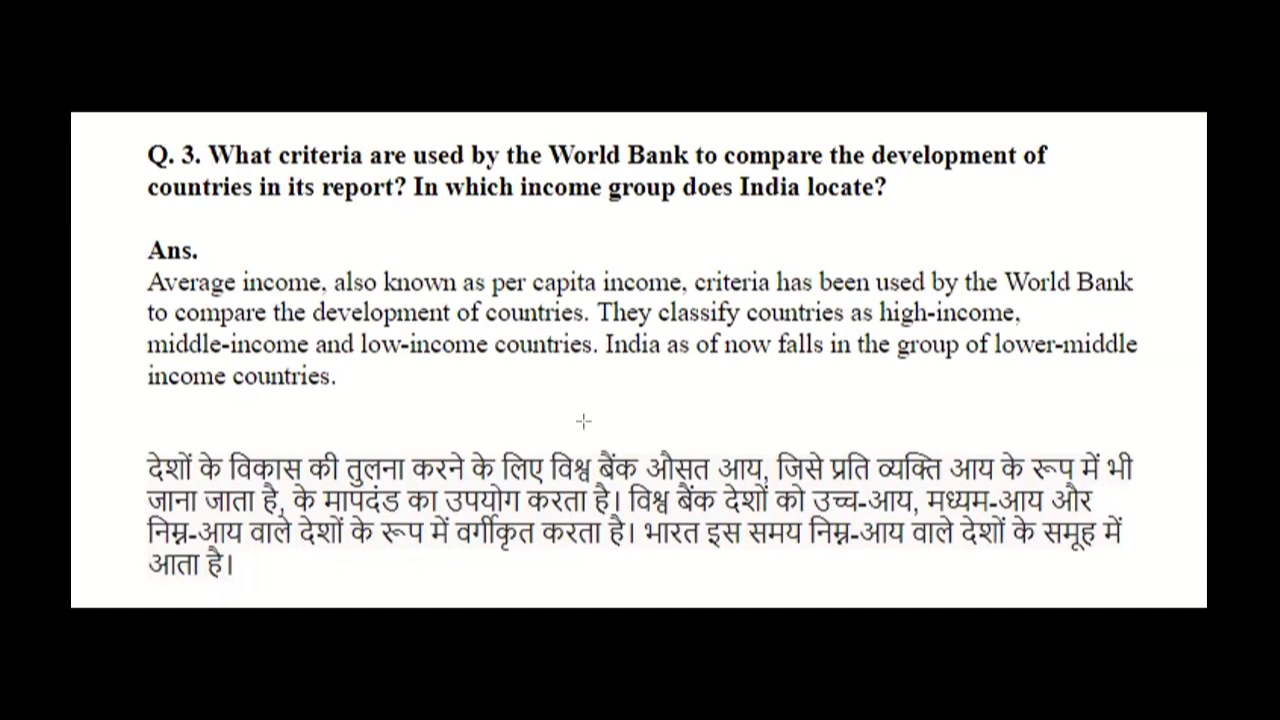 Q. 3. What criteria are used by the World Bank to compare the development of
countries in its report? In which income group does India locate?
Ans.
Average income, also known as per capita income, criteria has been used by the World Bank
to compare the development of countries. They classify countries as high-income,
middle-income and low-income countries. India as of now falls in the group of lower-middle
income countries.
देशों के विकास की तुलना करने के लिए विश्व बैंक औसत आय, जिसे प्रति व्यक्ति आय के रूप में भी
जाना जाता है, के मापदंड का उपयोग करता है। विश्व बैंक देशों को उच्च-आय, मध्यम-आय और
निम्न-आय वाले देशों के रूप में वर्गीकृत करता है। भारत इस समय निम्न-आय वाले देशों के समूह में
आता है।